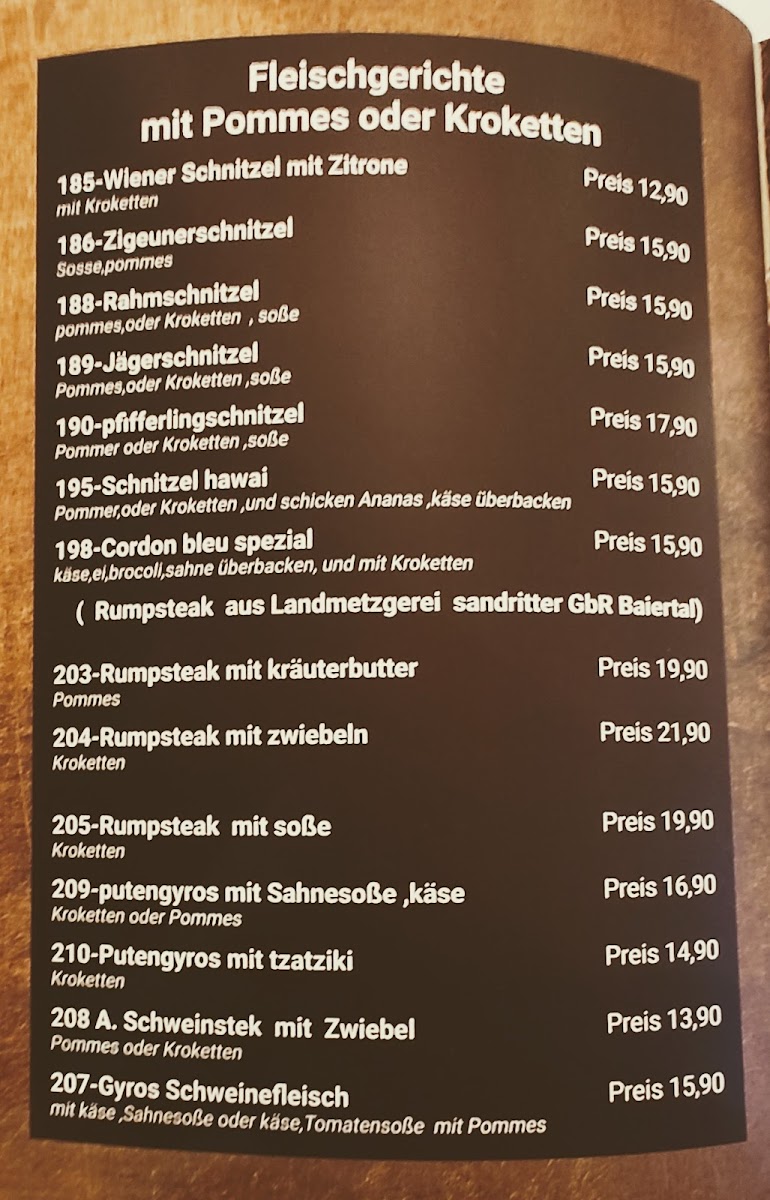 Fleischgerichte
mit Pommes oder Kroketten
185-Wiener Schnitzel mit Zitrone Preis 12,90
mit Kroketten
186-Zigeunerschnitzel Preis 15,90
Sosse,pommes
188-Rahmschnitzel Preis 15,90
pommes,oder Kroketten , soße
189-Jägerschnitzel Preis 15,90
Pommes,oder Kroketten ,soße
190-pfifferlingschnitzel Preis 17,90
Pommer oder Kroketten ,soße
195-Schnitzel hawai Preis 15,90
Pommer,oder Kroketten ,und schicken Ananas ,käse überbacken
198-Cordon bleu spezial Preis 15,90
käse,ei,brocoli,sahne überbacken, und mit Kroketten
( Rumpsteak aus Landmetzgerei sandritter GbR Baiertal)
203-Rumpsteak mit kräuterbutter Preis 19,90
Pommes
204-Rumpsteak mit zwiebeln Preis 21,90
Kroketten
205-Rumpsteak mit soße Preis 19,90
Kroketten
209-putengyros mit Sahnesoße ,käse Preis 16,90
Kroketten oder Pommes
210-Putengyros mit tzatziki Preis 14,90
Kroketten
208 A. Schweinstek mit Zwiebel Preis 13,90
Pommes oder Kroketten
207-Gyros Schweinefleisch Preis 15,90
mit käse ,Sahnesoße oder käse,Tomatensoße mit Pommes